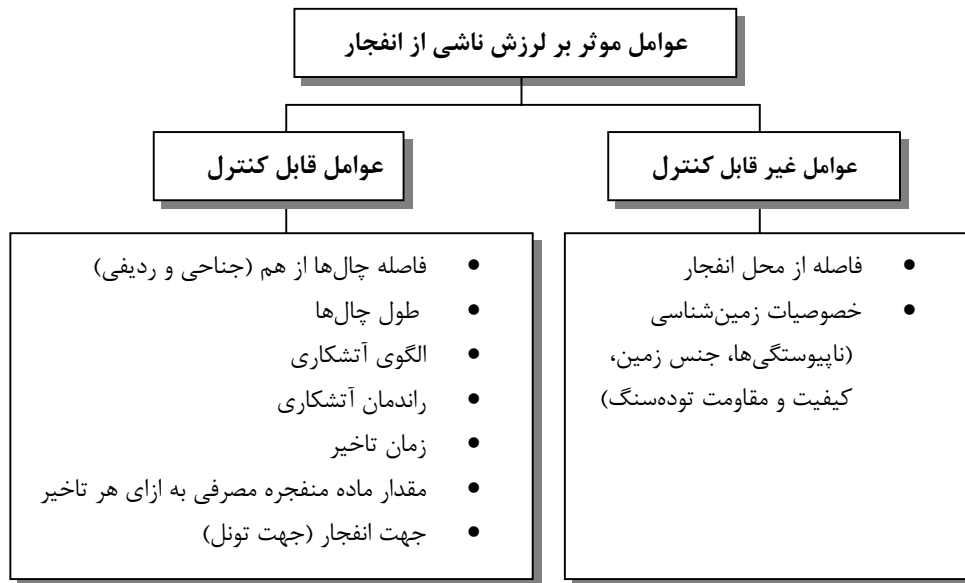 عوامل موثر بر لرزش ناشی از انفجار
عوامل غیر قابل کنترل
عوامل قابل کنترل
• فاصله از محل انفجار
• خصوصیات زمین‌شناسی
(ناپیوستگی‌ها، جنس زمین،
کیفیت و مقاومت توده‌سنگ)
• فاصله چال‌ها از هم (جناحی و ردیفی)
• طول چال‌ها
• الگوی آتشکاری
• راندمان آتشکاری
• زمان تاخیر
• مقدار ماده منفجره مصرفی به ازای هر تاخیر
• جهت انفجار (جهت تونل)